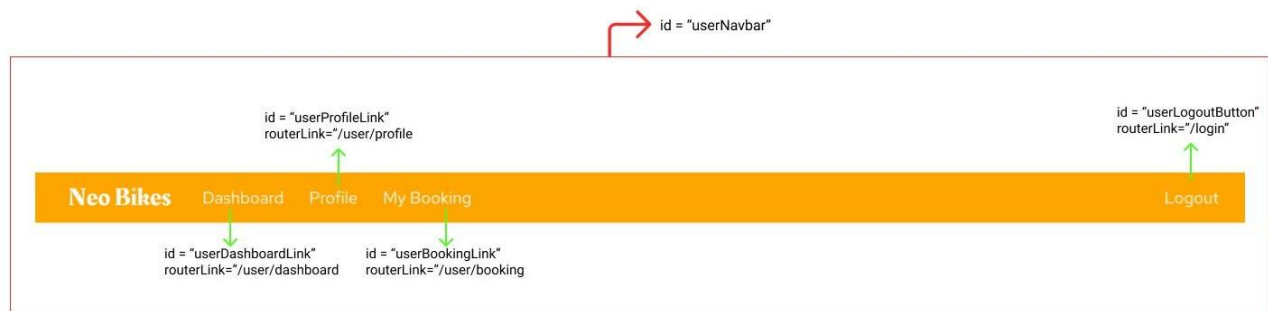 id = “userNavbar”
id = “userProfileLink”
routerLink=“/user/profile
id = “userLogoutButton”
routerLink=“/login”
Neo Bikes Dashboard Profile My Booking Logout
id = “userDashboardLink”
routerLink=“/user/dashboard
id = “userBookingLink”
routerLink=“/user/booking